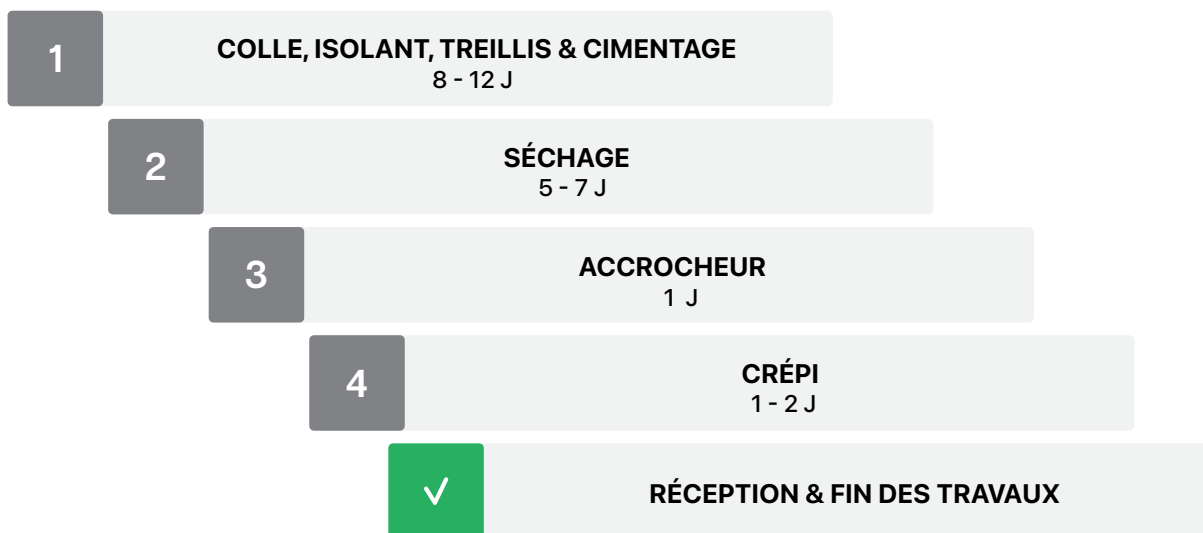 1
COLLE, ISOLANT, TREILLIS & CIMENTAGE
8 - 12 J
2
SÉCHAGE
5 - 7 J
3
ACCROCHEUR
1 J
4
CRÉPI
1 - 2 J
✓
RÉCEPTION & FIN DES TRAVAUX